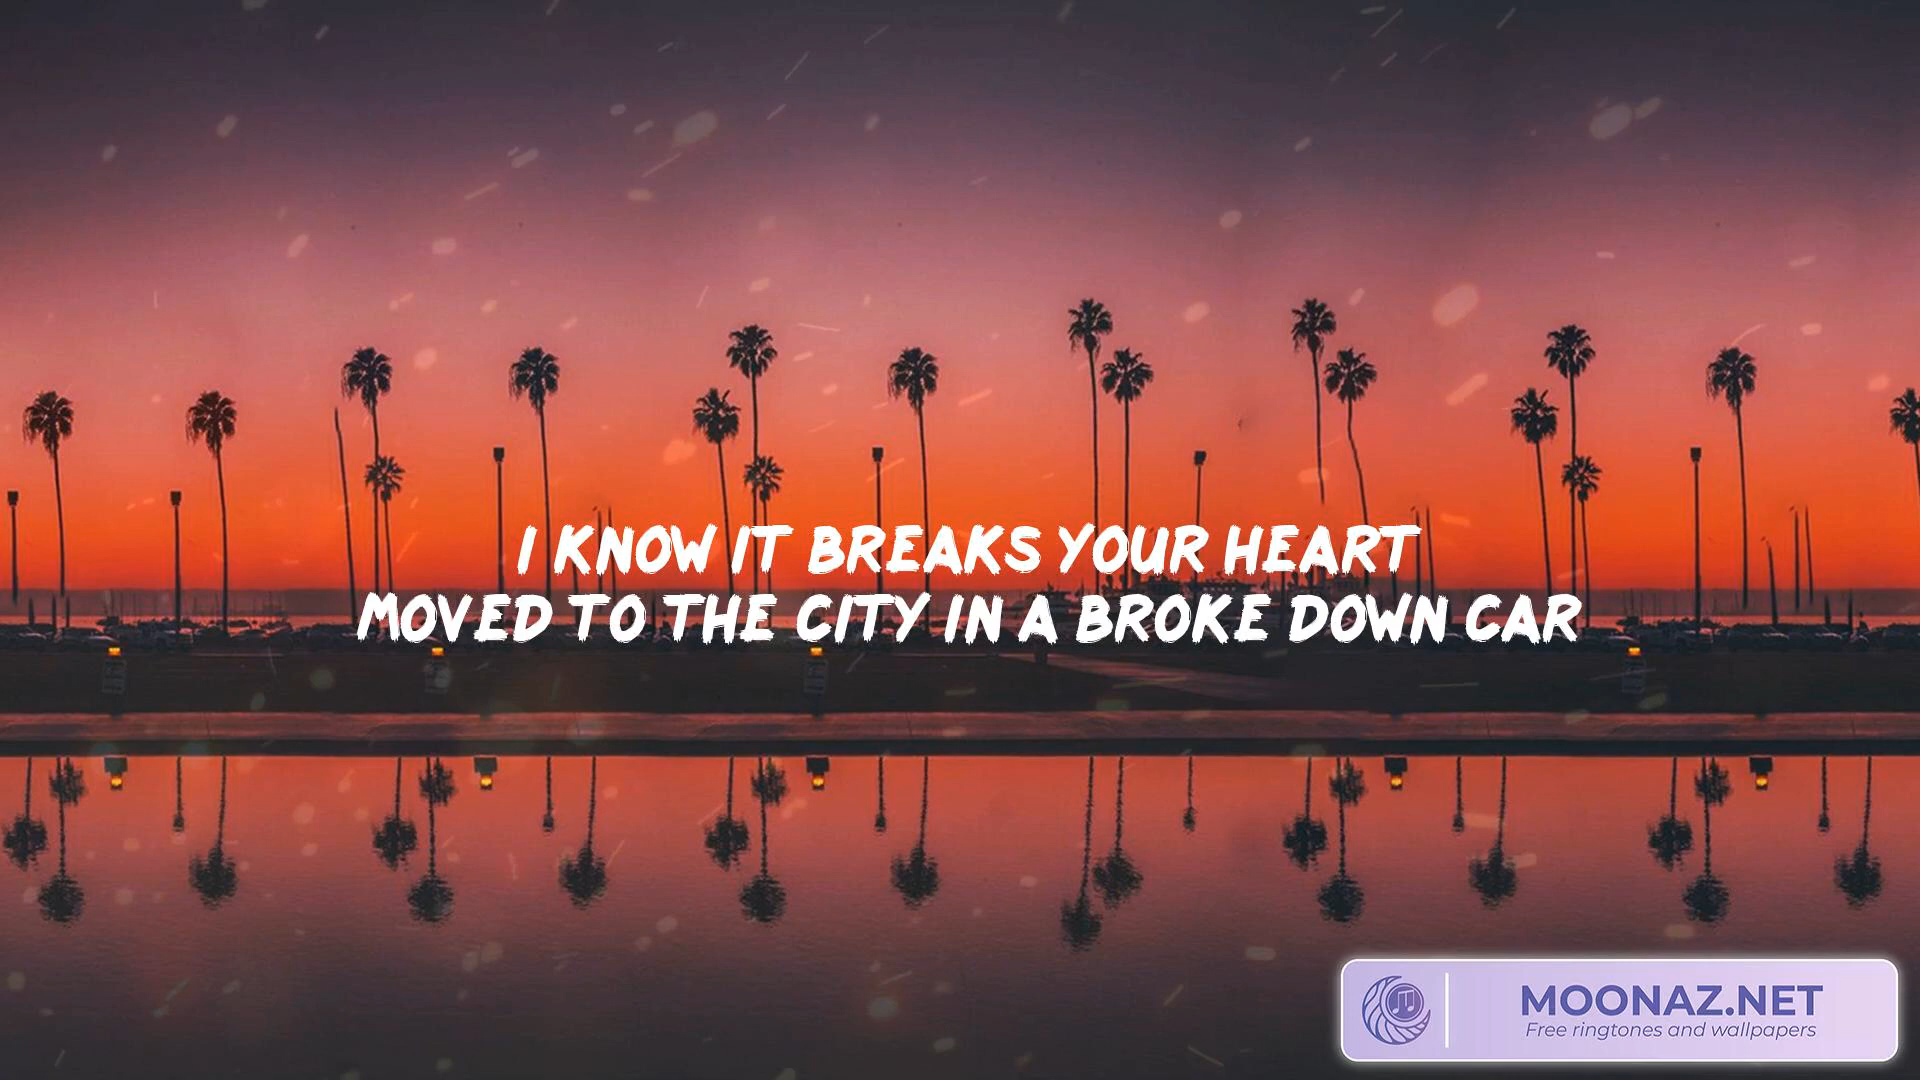 I KNOW IT BREAKS YOUR HEART
MOVED TO THE CITY IN A BROKE DOWN CAR
MOONAZ.NET
Free ringtones and wallpapers